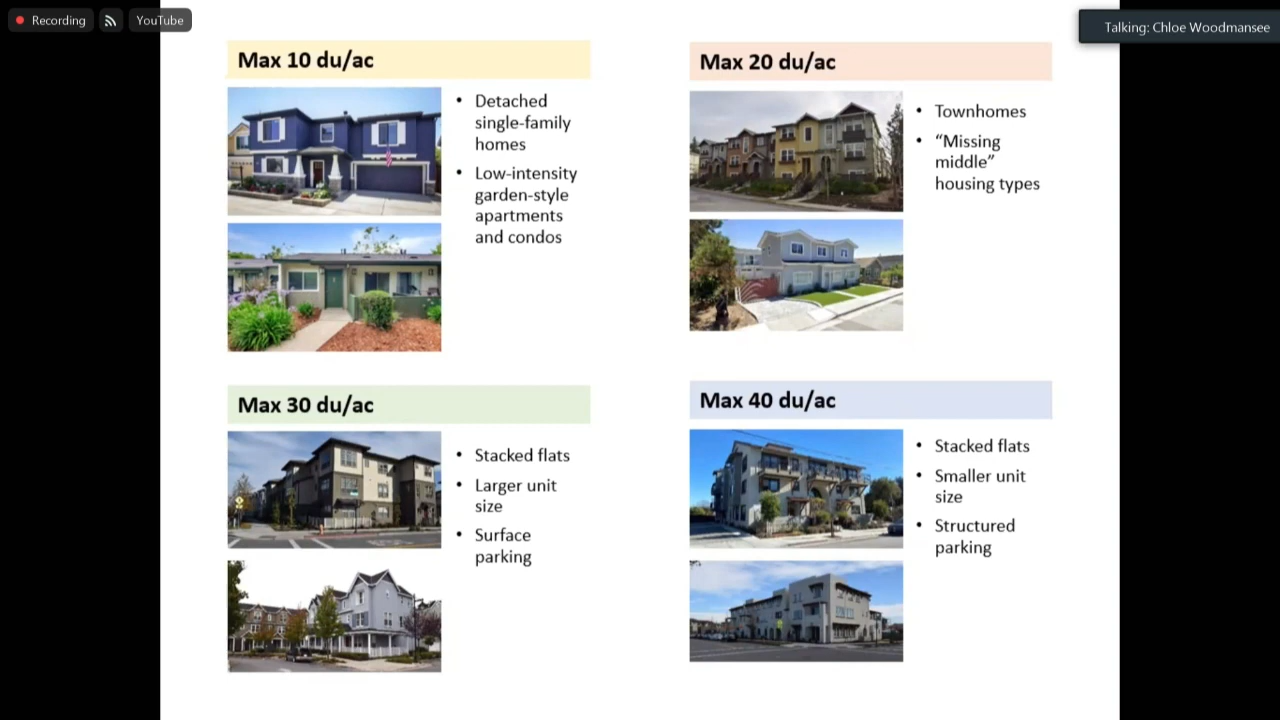 Recording
YouTube
Talking: Chloe Woodmansee
Max 10 du/ac
• Detached
single-family
homes
• Low-intensity
garden-style
apartments
and condos
Max 20 du/ac
• Townhomes
• “Missing
middle”
housing types
Max 30 du/ac
• Stacked flats
• Larger unit
size
• Surface
parking
Max 40 du/ac
• Stacked flats
• Smaller unit
size
• Structured
parking